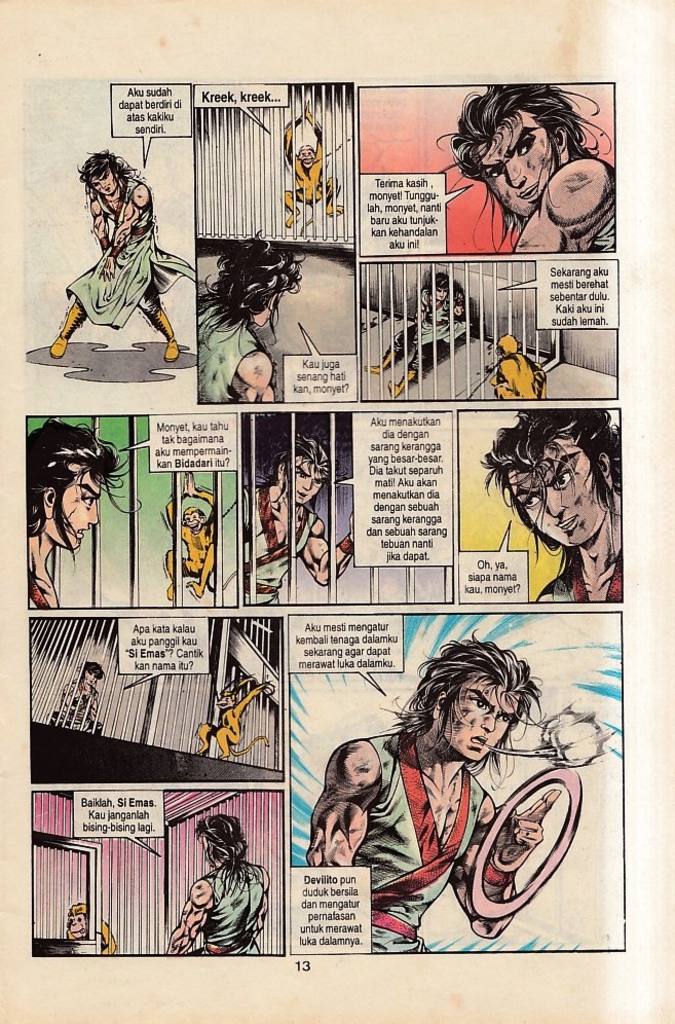 Aku sudah
dapat berdiri di
atas kakiku
sendiri.
Kreek, kreek...
Kau juga
senang hati
kan, monyet?
Terima kasih ,
monyet! Tunggu-
lah, monyet, nanti
baru aku tunjuk-
kan kehandalan
aku ini!
Sekarang aku
mesti berehat
sebentar dulu.
Kaki aku ini
sudah lemah.
Monyet, kau tahu
tak bagaimana
aku mempermain-
kan Bidadari itu?
Aku menakutkan
dia dengan
sarang kerangga
yang besar-besar.
Dia takut separuh
mati! Aku akan
menakutkan dia
dengan sebuah
sarang kerangga
dan sebuah sarang
tebuan nanti
jika dapat.
Oh, ya,
siapa nama
kau, monyet?
Apa kata kalau
aku panggil kau
"Si Emas"? Cantik
kan nama itu?
Baiklah, Si Emas.
Kau janganlah
bising-bising lagi.
Aku mesti mengatur
kembali tenaga dalamku
sekarang agar dapat
merawat luka dalamku.
Devilito pun
duduk bersila
dan mengatur
pernafasan
untuk merawat
luka dalamnya.
13